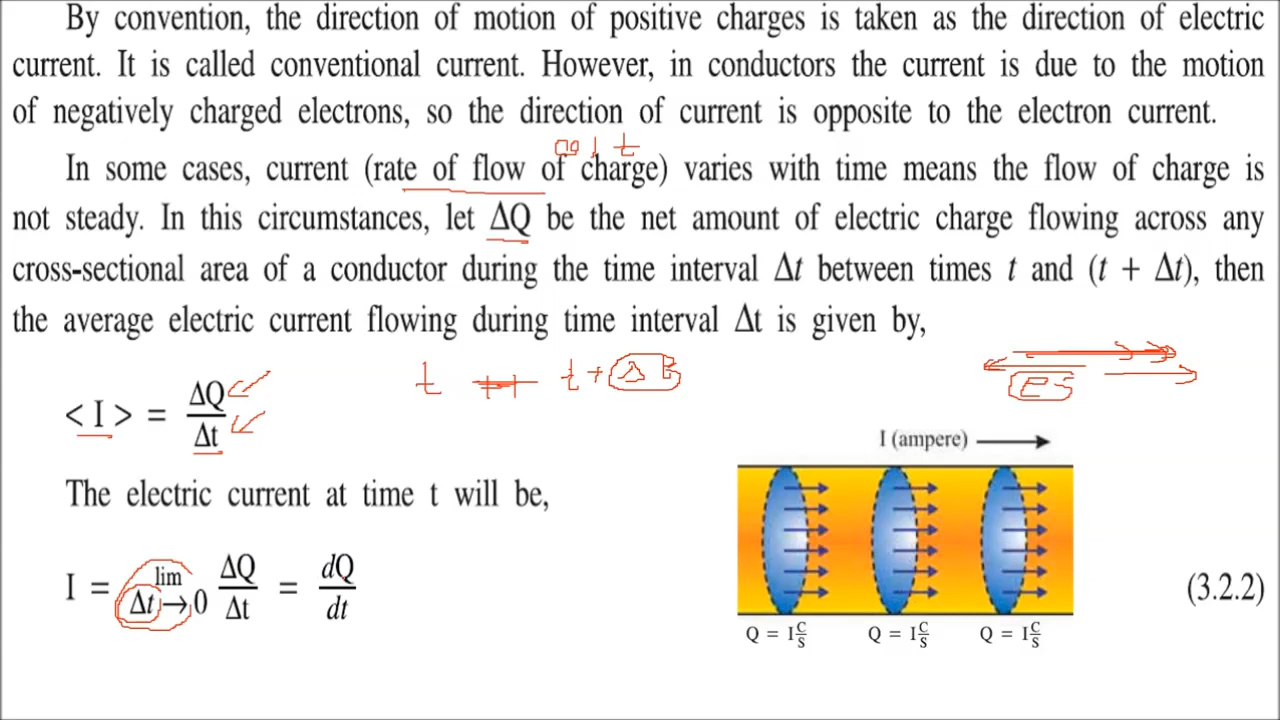 By convention, the direction of motion of positive charges is taken as the direction of electric
current. It is called conventional current. However, in conductors the current is due to the motion
of negatively charged electrons, so the direction of current is opposite to the electron current.
t
In some cases, current (rate of flow of charge) varies with time means the flow of charge is
not steady. In this circumstances, let ΔQ be the net amount of electric charge flowing across any
cross-sectional area of a conductor during the time interval Δt between times t and (t + Δt), then
the average electric current flowing during time interval Δt is given by,
t t + Δt
< I > = ΔQ/Δt
I (ampere)
The electric current at time t will be,
I = lim Δt→0 ΔQ/Δt = dQ/dt
(3.2.2)
Q = I C/S Q = I C/S Q = I C/S